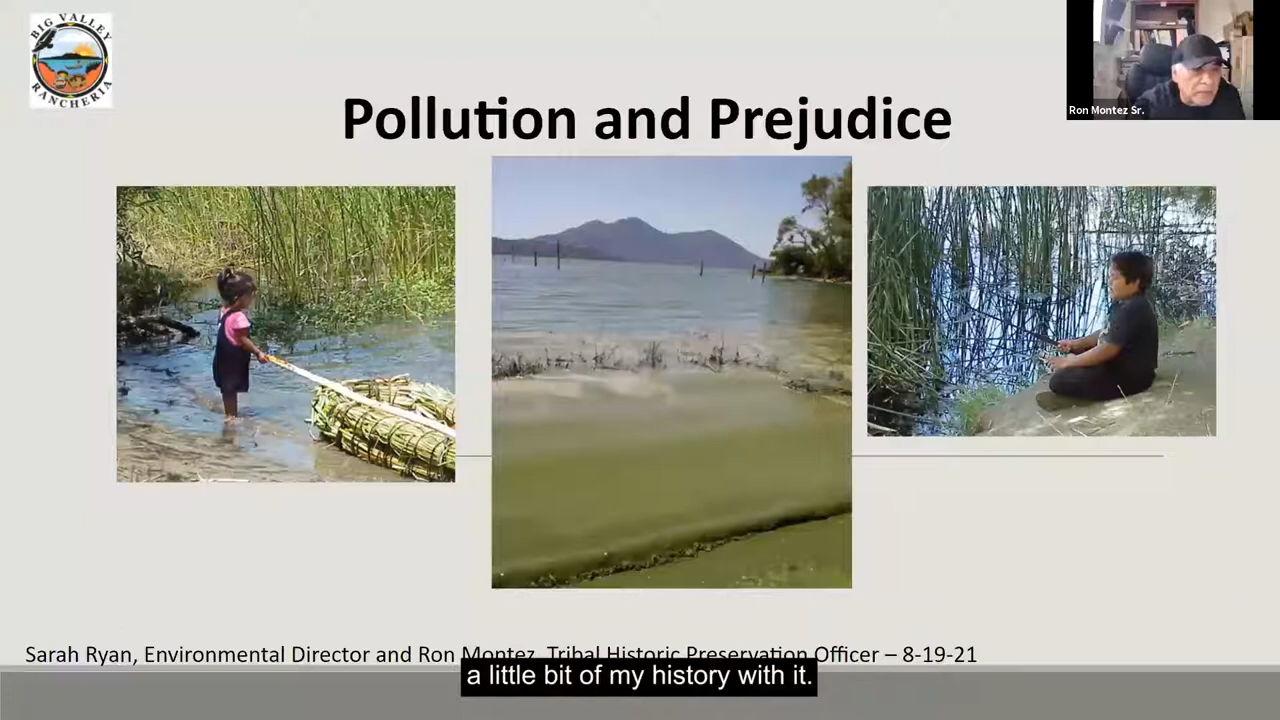 BIG VALLEY
RANCHERIA
Ron Montez Sr.
Pollution and Prejudice
Sarah Ryan, Environmental Director and Ron Montez, Tribal Historic Preservation Officer – 8-19-21
a little bit of my history with it.